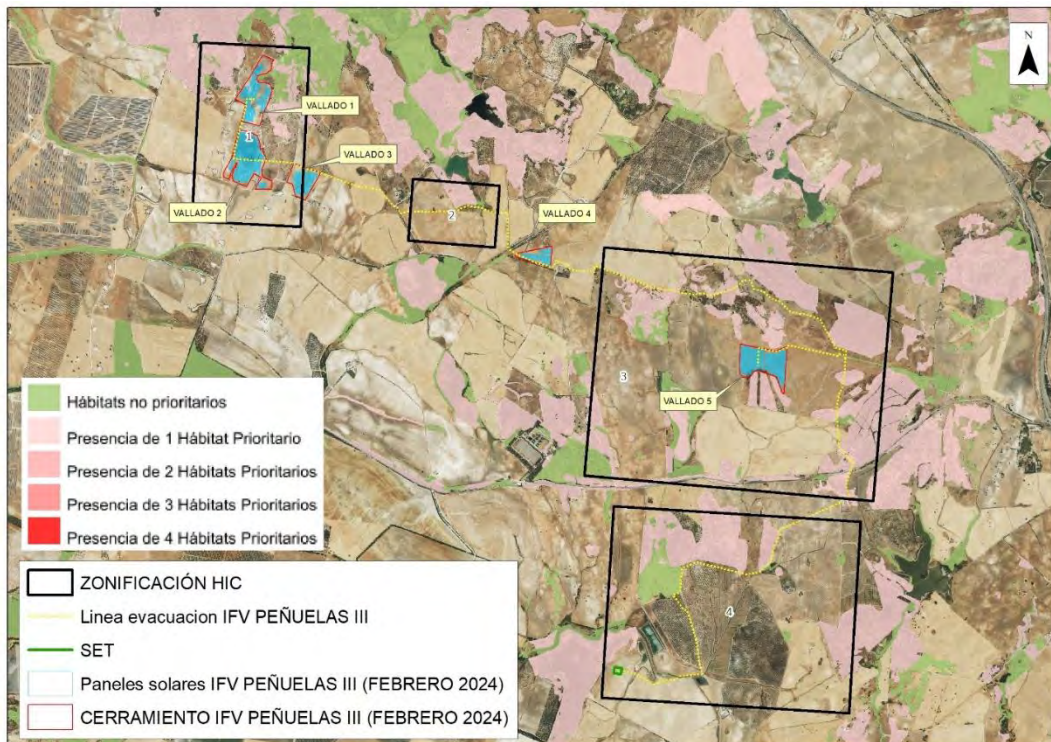 N
VALLADO 1
1
VALLADO 3
VALLADO 2
2
VALLADO 4
3
VALLADO 5
4
Hábitats no prioritarios
Presencia de 1 Hábitat Prioritario
Presencia de 2 Hábitats Prioritarios
Presencia de 3 Hábitats Prioritarios
Presencia de 4 Hábitats Prioritarios
ZONIFICACIÓN HIC
Linea evacuacion IFV PEÑUELAS III
SET
Paneles solares IFV PEÑUELAS III (FEBRERO 2024)
CERRAMIENTO IFV PEÑUELAS III (FEBRERO 2024)